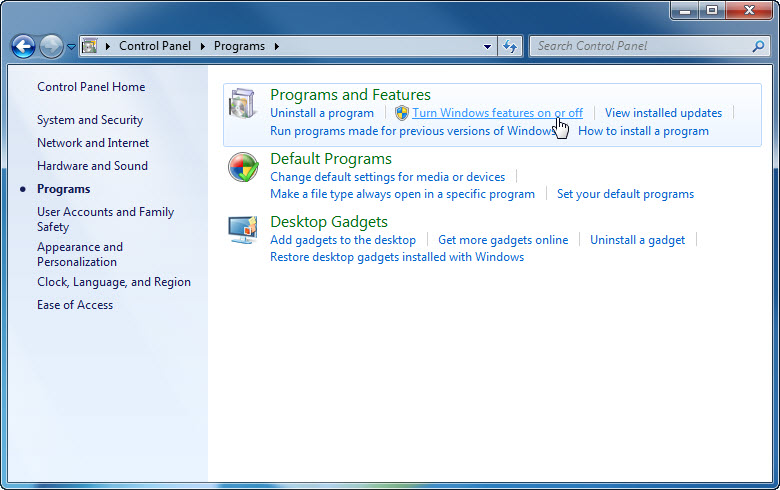 Control Panel Programs
Search Control Panel
Control Panel Home
System and Security
Network and Internet
Hardware and Sound
Programs
User Accounts and Family
Safety
Appearance and
Personalization
Clock, Language, and Region
Ease of Access
Programs and Features
Uninstall a program Turn Windows features on or off View installed updates
Run programs made for previous versions of Windows How to install a program
Default Programs
Change default settings for media or devices
Make a file type always open in a specific program Set your default programs
Desktop Gadgets
Add gadgets to the desktop Get more gadgets online Uninstall a gadget
Restore desktop gadgets installed with Windows